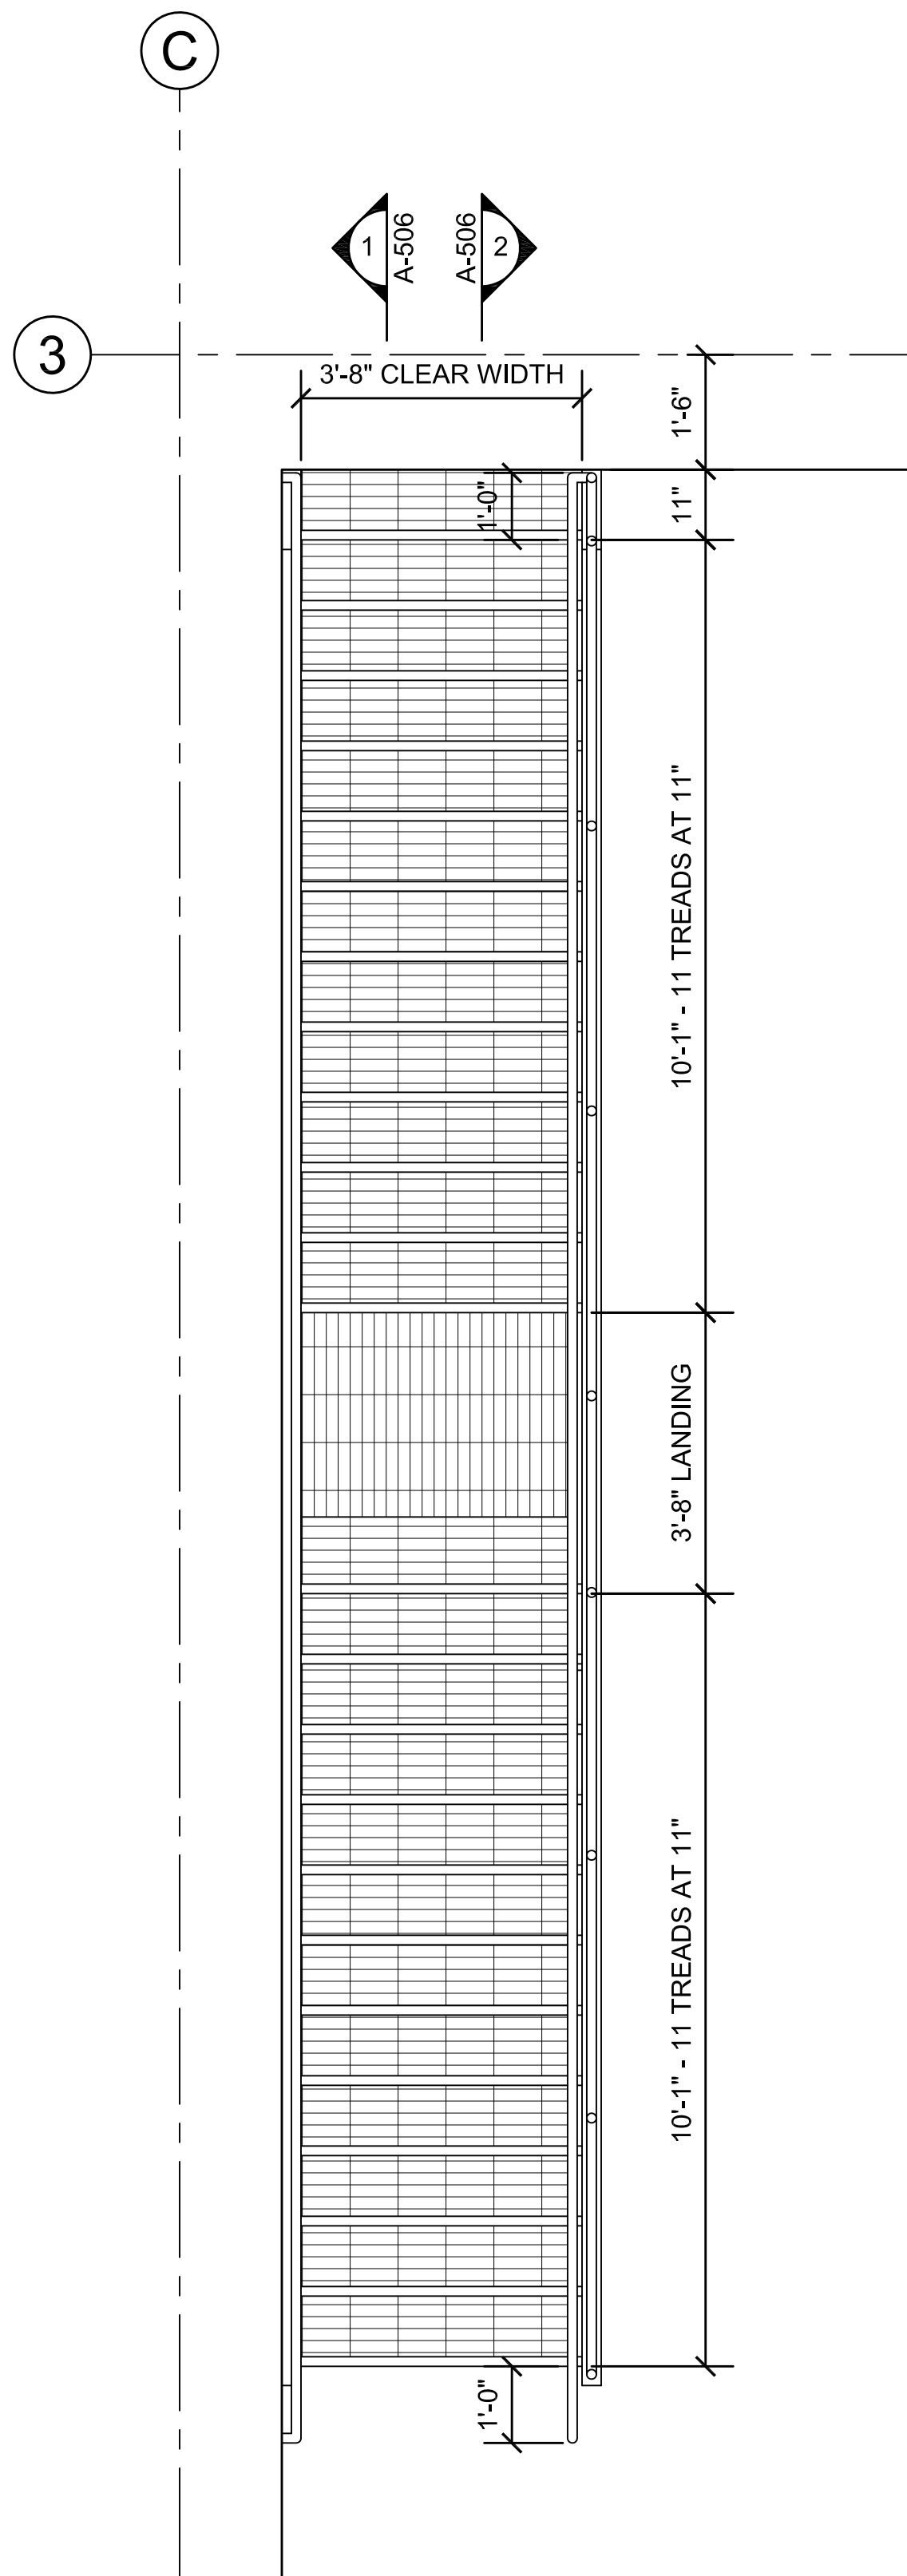 C
1
A-506
A-506
2
3
3'-8" CLEAR WIDTH
1'-6"
1'-0"
11"
10'-1" - 11 TREADS AT 11"
3'-8" LANDING
10'-1" - 11 TREADS AT 11"
1'-0"